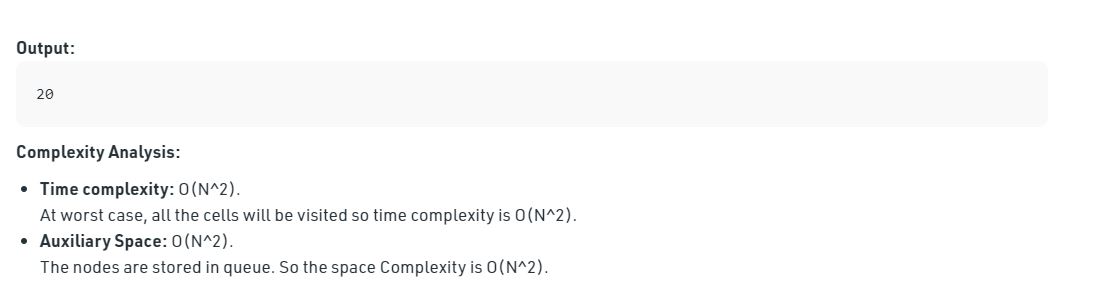 Output:
20
Complexity Analysis:
• Time complexity: O(N^2).
At worst case, all the cells will be visited so time complexity is O(N^2).
• Auxiliary Space: O(N^2).
The nodes are stored in queue. So the space Complexity is O(N^2).